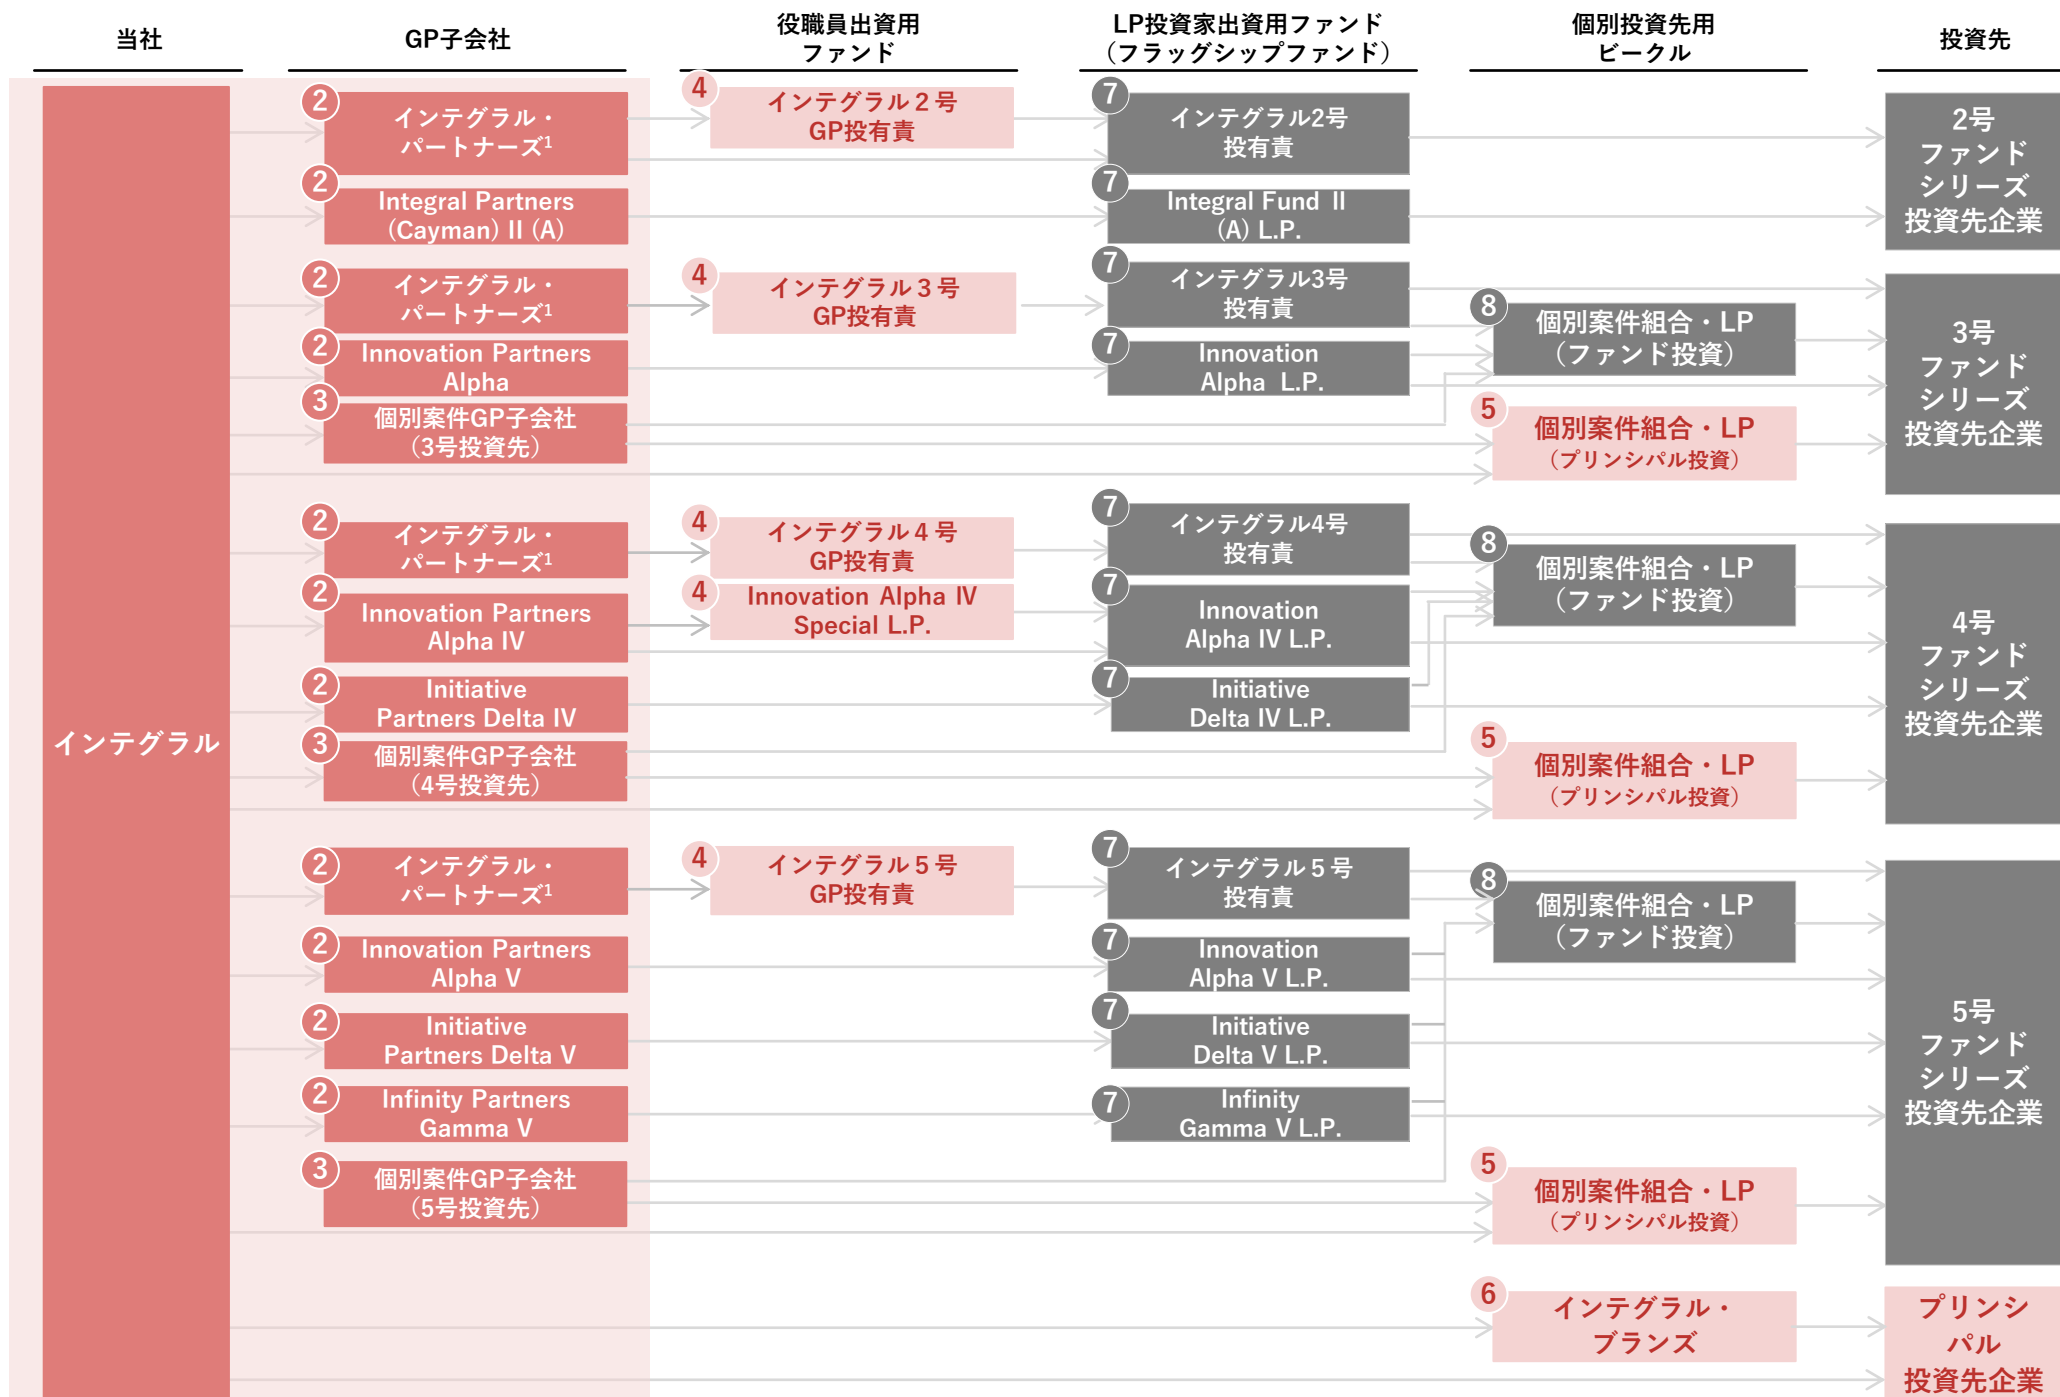 当社
GP子会社
役職員出資用
ファンド
LP投資家出資用ファンド
（フラッグシップファンド）
個別投資先用
ビークル
投資先
インテグラル
2
インテグラル・
パートナーズ1
4
インテグラル２号
GP投有責
7
インテグラル2号
投有責
2号
ファンド
シリーズ
投資先企業
2
Integral Partners
(Cayman) II (A)
7
Integral Fund Ⅱ
(A) L.P.
2
インテグラル・
パートナーズ1
4
インテグラル３号
GP投有責
7
インテグラル3号
投有責
8
個別案件組合・LP
（ファンド投資）
3号
ファンド
シリーズ
投資先企業
2
Innovation Partners
Alpha
7
Innovation
Alpha L.P.
3
個別案件GP子会社
（3号投資先）
5
個別案件組合・LP
（プリンシパル投資）
2
インテグラル・
パートナーズ1
4
インテグラル４号
GP投有責
7
インテグラル4号
投有責
8
個別案件組合・LP
（ファンド投資）
4号
ファンド
シリーズ
投資先企業
2
Innovation Partners
Alpha Ⅳ
4
Innovation Alpha Ⅳ
Special L.P.
7
Innovation
Alpha Ⅳ L.P.
2
Initiative
Partners Delta Ⅳ
7
Initiative
Delta Ⅳ L.P.
3
個別案件GP子会社
（4号投資先）
5
個別案件組合・LP
（プリンシパル投資）
2
インテグラル・
パートナーズ1
4
インテグラル５号
GP投有責
7
インテグラル５号
投有責
8
個別案件組合・LP
（ファンド投資）
5号
ファンド
シリーズ
投資先企業
2
Innovation Partners
Alpha V
7
Innovation
Alpha V L.P.
2
Initiative
Partners Delta V
7
Initiative
Delta V L.P.
2
Infinity Partners
Gamma V
7
Infinity
Gamma V L.P.
3
個別案件GP子会社
（5号投資先）
5
個別案件組合・LP
（プリンシパル投資）
6
インテグラル・
ブランズ
プリンシ
パル
投資先企業